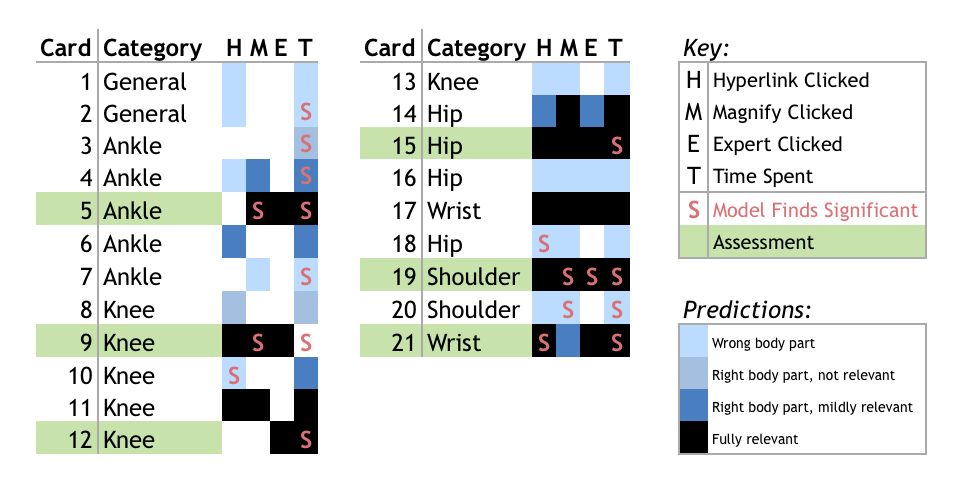 Card Category H M E T
1 General
2 General S
3 Ankle S
4 Ankle S
5 Ankle S S
6 Ankle
7 Ankle S
8 Knee
9 Knee S S
10 Knee S
11 Knee
12 Knee S
Card Category H M E T
13 Knee
14 Hip
15 Hip S
16 Hip
17 Wrist
18 Hip S
19 Shoulder S S S
20 Shoulder S S
21 Wrist S S
Key:
H Hyperlink Clicked
M Magnify Clicked
E Expert Clicked
T Time Spent
S Model Finds Significant
Assessment
Predictions:
Wrong body part
Right body part, not relevant
Right body part, mildly relevant
Fully relevant